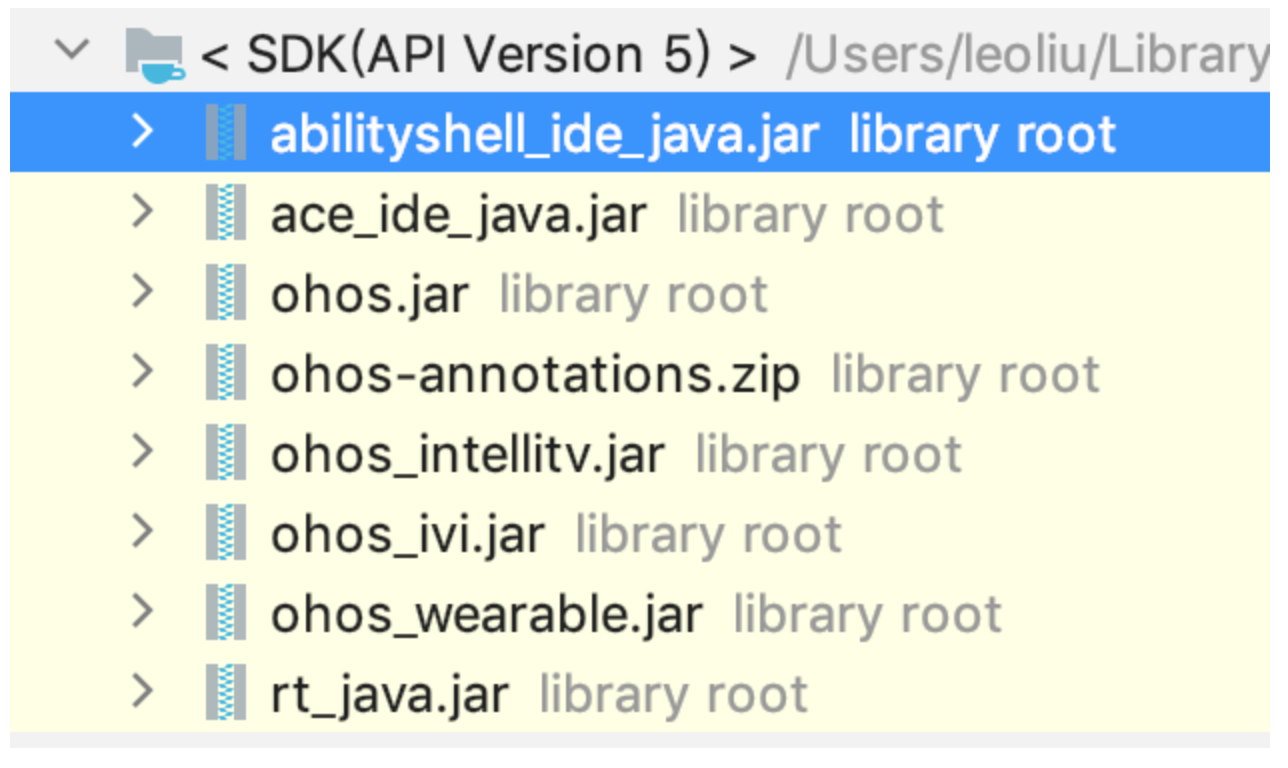 < SDK(API Version 5) > /Users/leoliu/Library
abilityshell_ide_java.jar library root
ace_ide_java.jar library root
ohos.jar library root
ohos-annotations.zip library root
ohos_intellitv.jar library root
ohos_ivi.jar library root
ohos_wearable.jar library root
rt_java.jar library root